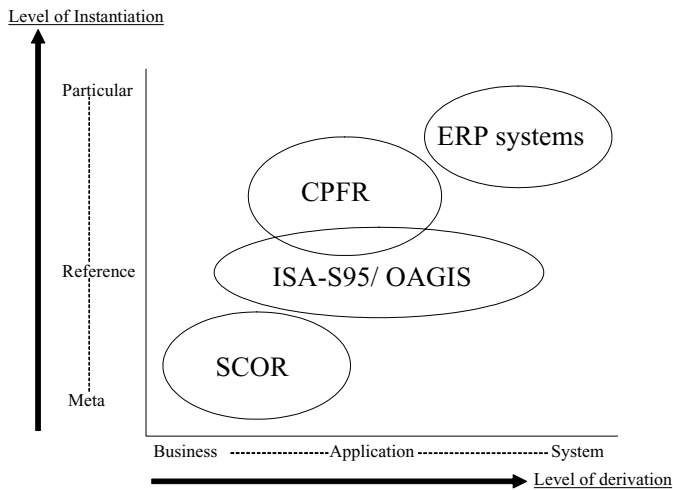 Level of Instantiation
Particular
ERP systems
CPFR
Reference
ISA-S95/ OAGIS
SCOR
Meta
Business
Application
System
Level of derivation